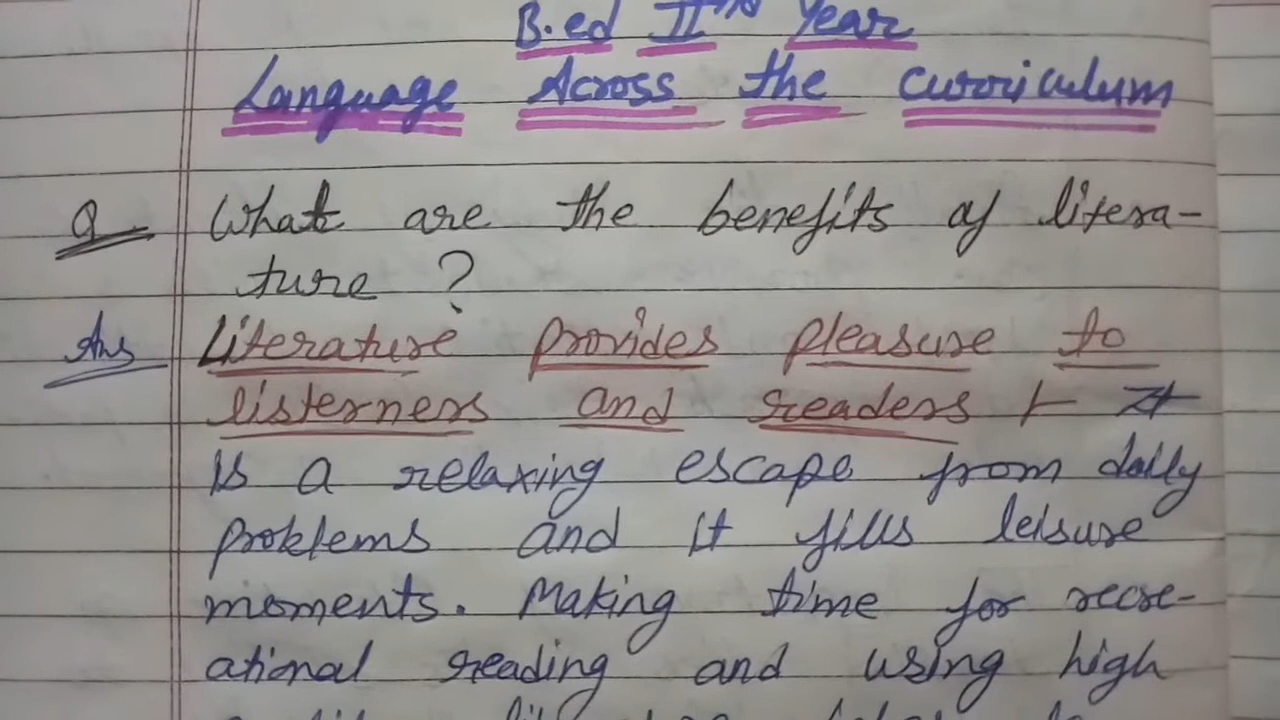 B.ed IInd Year
Language Across the Curriculum
Q What are the benefits of litera-
ture ?
Ans Literature provides pleasure to
listerners and readers :- It
is a relaxing escape from daily
problems and it fills leisure
moments. Making time for recre-
ational reading and using high